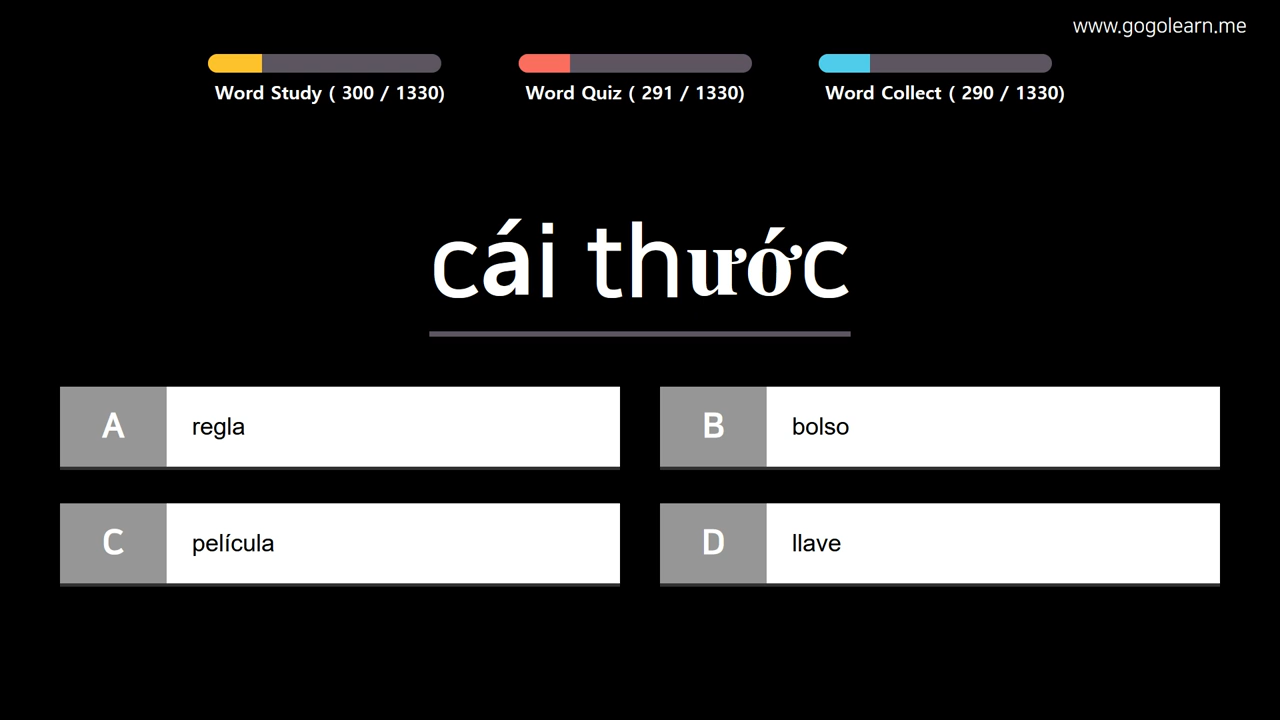 www.gogolearn.me
Word Study ( 300 / 1330)
Word Quiz ( 291 / 1330)
Word Collect ( 290 / 1330)
cái thước
A regla
B bolso
C película
D llave